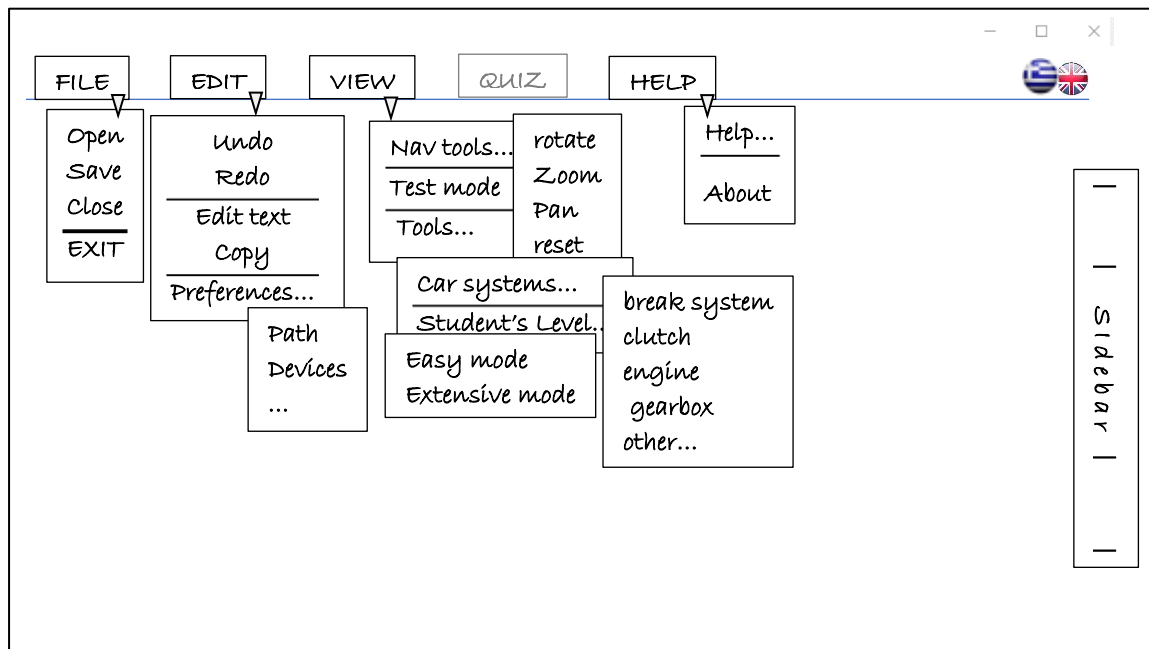 FILE
EDIT
VIEW
QUIZ
HELP
Open
Save
Close
EXIT
Undo
Redo
Edit text
Copy
Preferences...
Path
Devices
...
Nav tools...
Test mode
Tools...
rotate
Zoom
Pan
reset
Car systems...
Student's Level..
Easy mode
Extensive mode
break system
clutch
engine
gearbox
other...
Help...
About
Sidebar